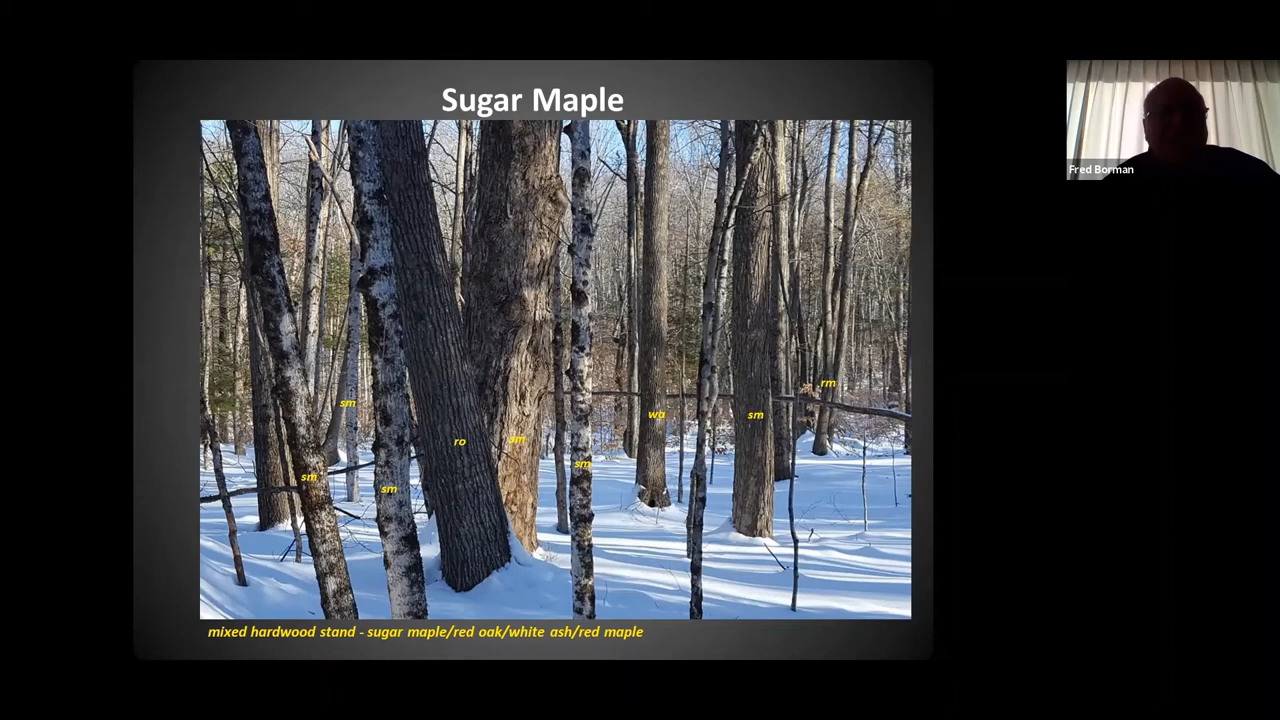 Sugar Maple
Fred Borman
rm
sm
wa
sm
ro
sm
sm
sm
sm
mixed hardwood stand - sugar maple/red oak/white ash/red maple